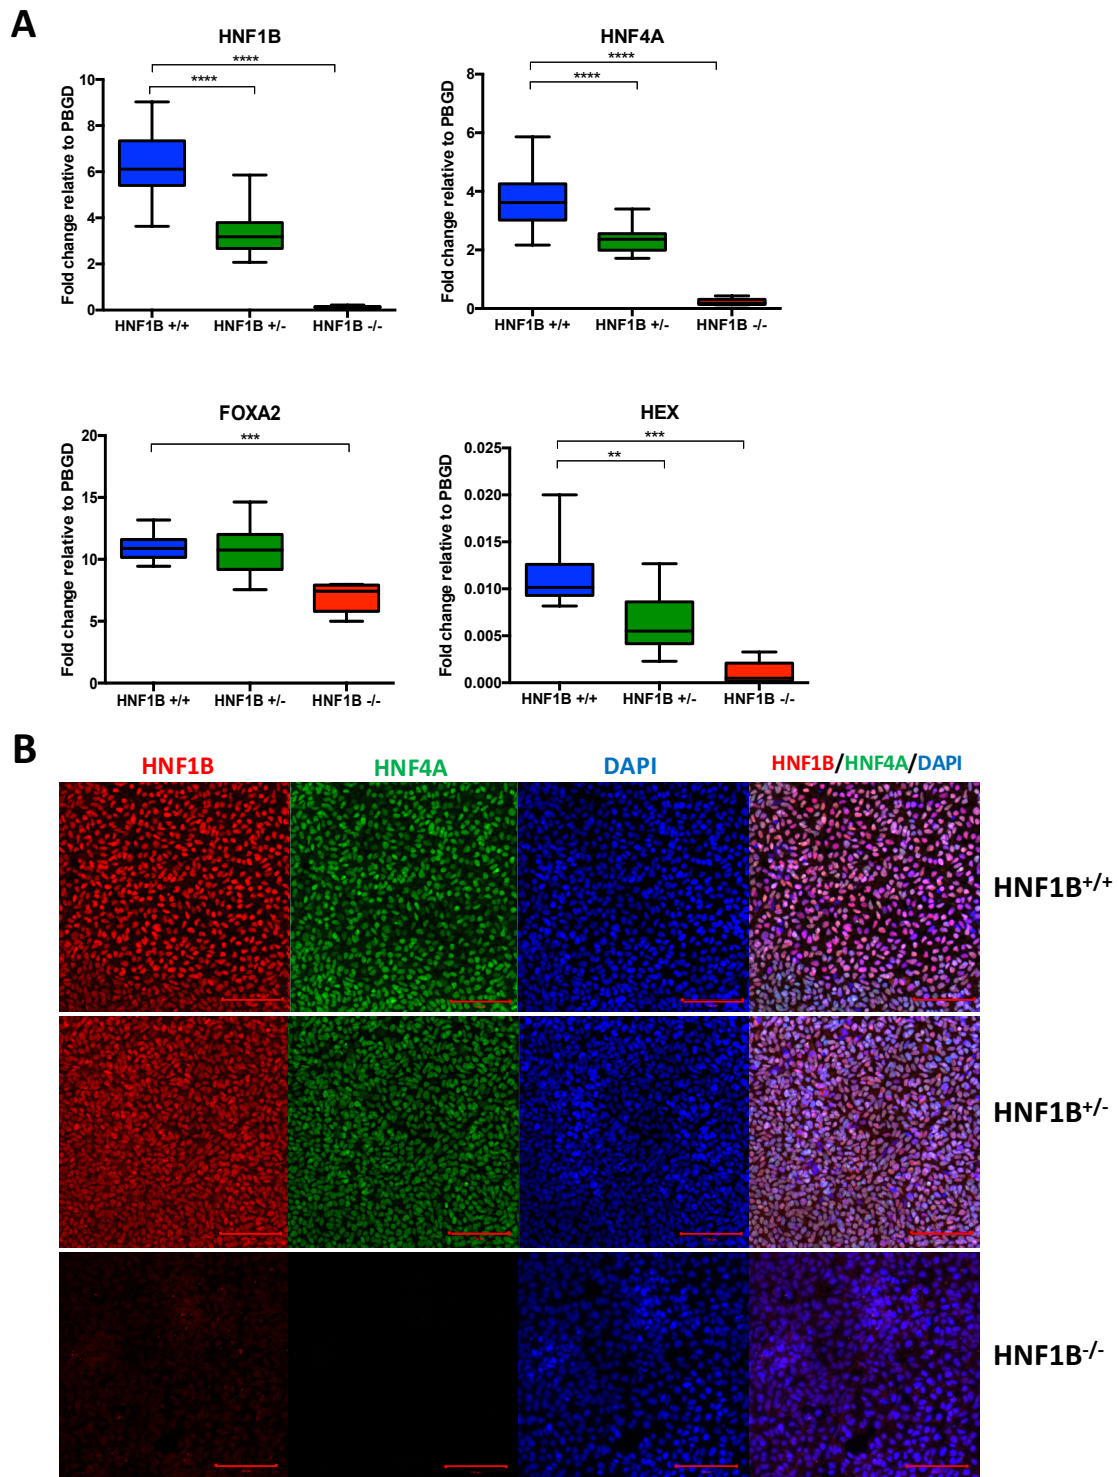 A
HNF1B
****
****
Fold change relative to PBGD
10
8
6
4
2
0
HNF1B +/+
HNF1B +/-
HNF1B -/-
HNF4A
****
****
Fold change relative to PBGD
8
6
4
2
0
HNF1B +/+
HNF1B +/-
HNF1B -/-
FOXA2
***
Fold change relative to PBGD
20
15
10
5
0
HNF1B +/+
HNF1B +/-
HNF1B -/-
HEX
***
**
Fold change relative to PBGD
0.025
0.020
0.015
0.010
0.005
0.000
HNF1B +/+
HNF1B +/-
HNF1B -/-
B
HNF1B
HNF4A
DAPI
HNF1B/HNF4A/DAPI
HNF1B+/+
HNF1B+/-
HNF1B-/-